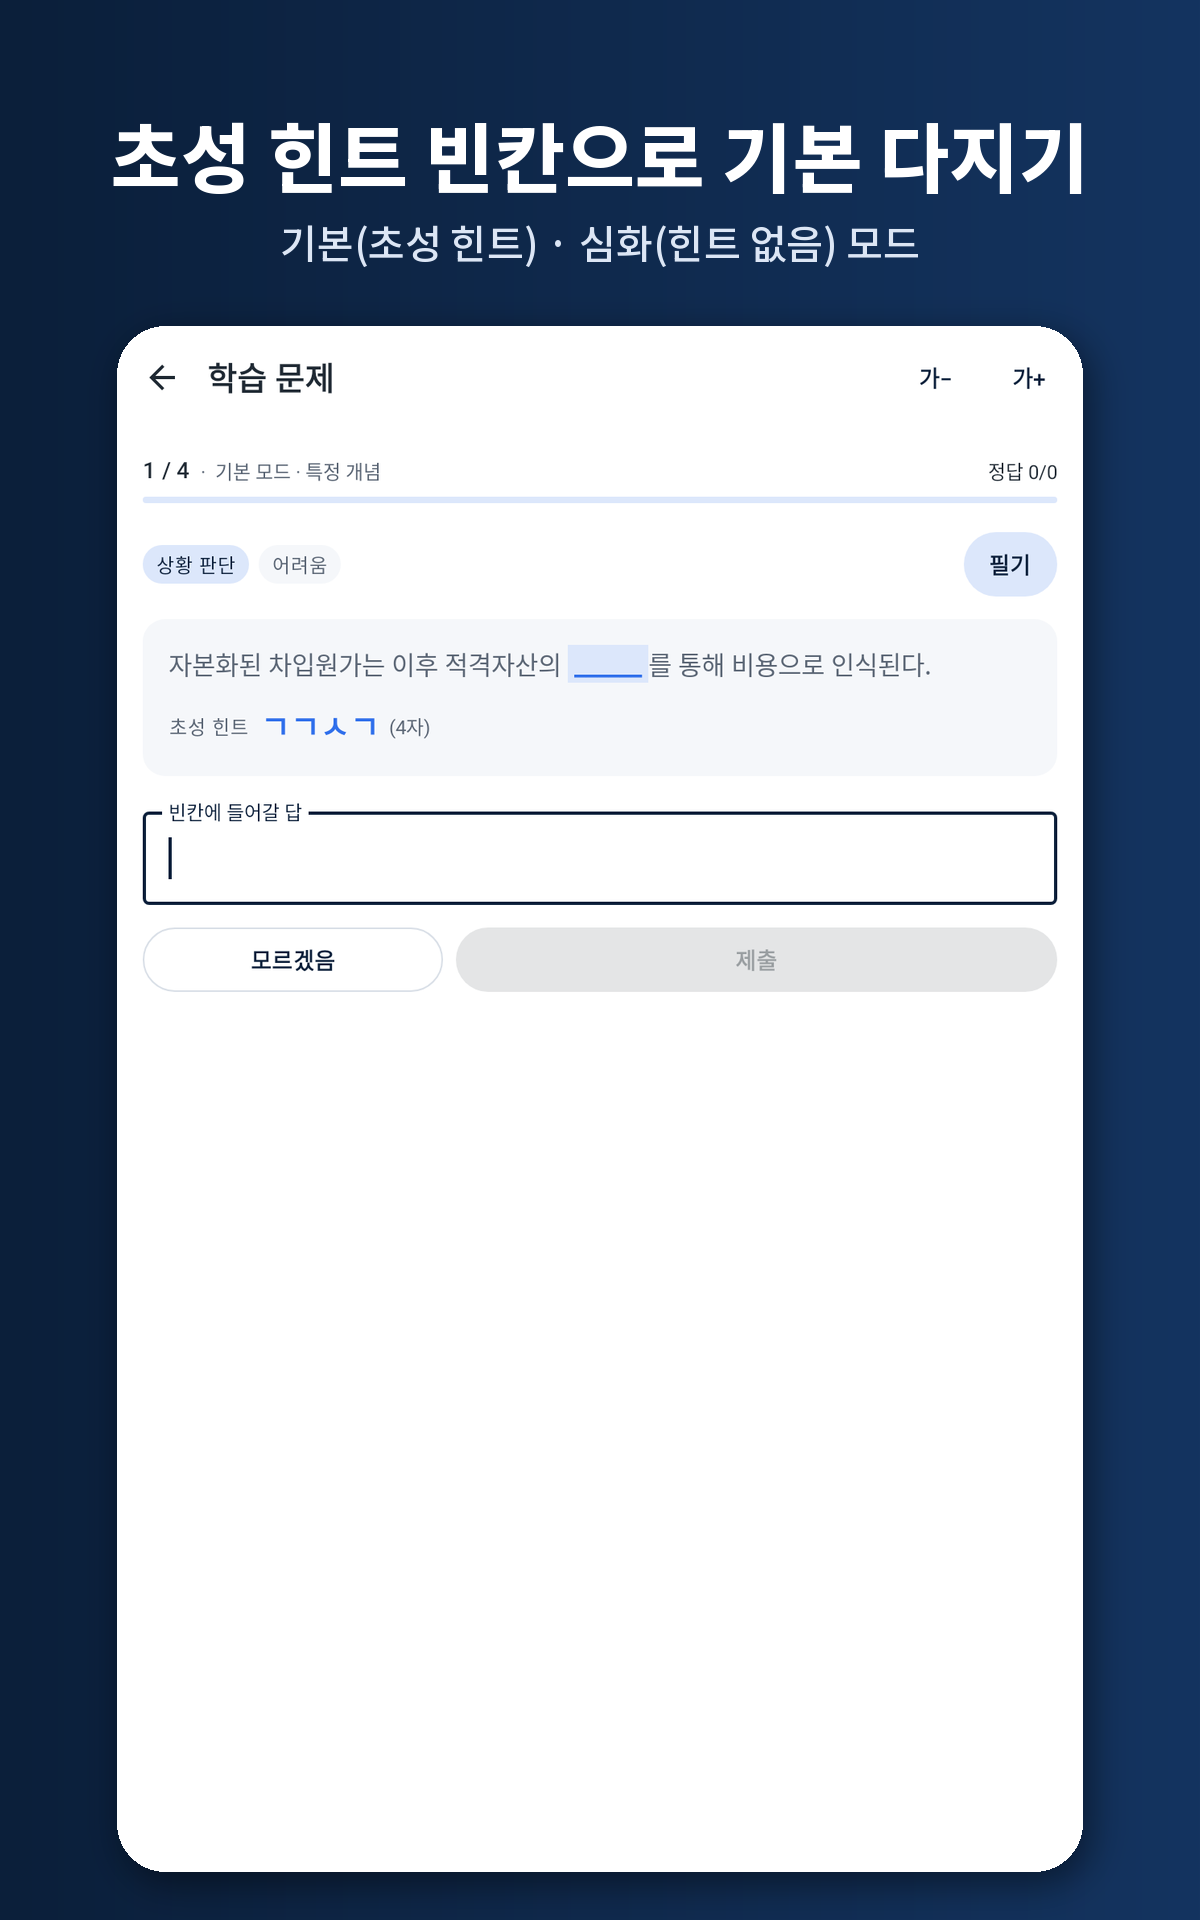 초성 힌트 빈칸으로 기본 다지기
기본(초성 힌트) · 심화(힌트 없음) 모드
학습 문제 가- 가+
1 / 4 · 기본 모드 · 특정 개념 정답 0/0
상황 판단 어려움 필기
자본화된 차입원가는 이후 적격자산의 _____를 통해 비용으로 인식된다.
초성 힌트 ㄱㄱㅅㄱ (4자)
빈칸에 들어갈 답
모르겠음 제출